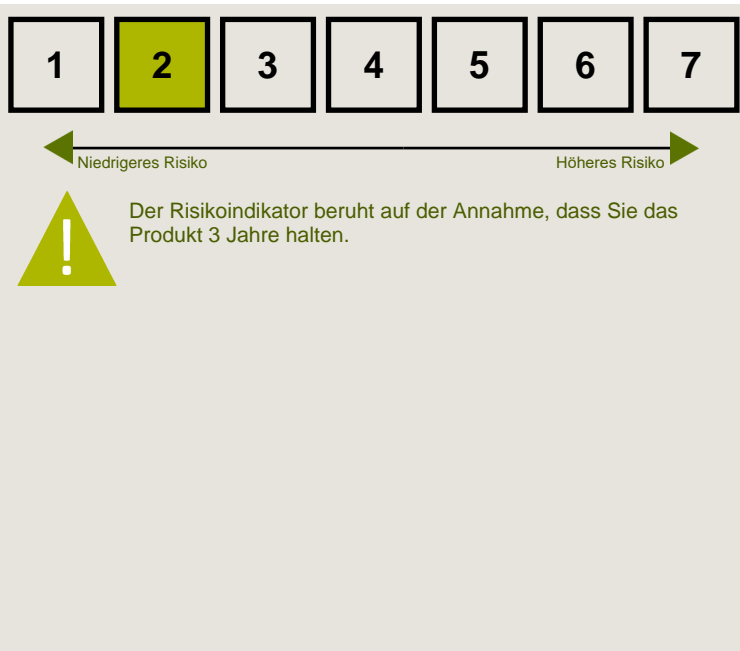 1 2 3 4 5 6 7
Niedrigeres Risiko Höheres Risiko
! Der Risikoindikator beruht auf der Annahme, dass Sie das
Produkt 3 Jahre halten.